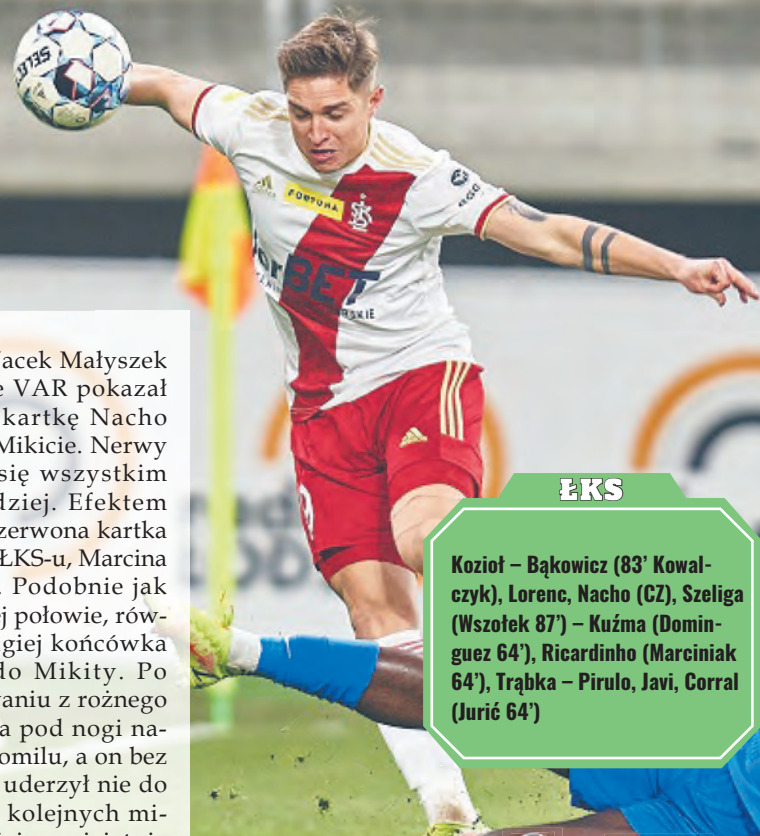 SELECT
FORTUNA
ŁKS
BET
acek Małyszek
e VAR pokazał
kartkę Nacho
Mikicie. Nerwy
się wszystkim
dziej. Efektem
zerwona kartka
ŁKS-u, Marcina
. Podobnie jak
ej połowie, rów-
giej końcówka
do Mikity. Po
waniu z rożnego
a pod nogi na-
omilu, a on bez
uderzył nie do
kolejnych mi-
ŁKS
Kozioł – Bąkowicz (83’ Kowal-
czyk), Lorenc, Nacho (CZ), Szeliga
(Wszołek 87’) – Kuźma (Domin-
guez 64’), Ricardinho (Marciniak
64’), Trąbka – Pirulo, Javi, Corral
(Jurić 64’)